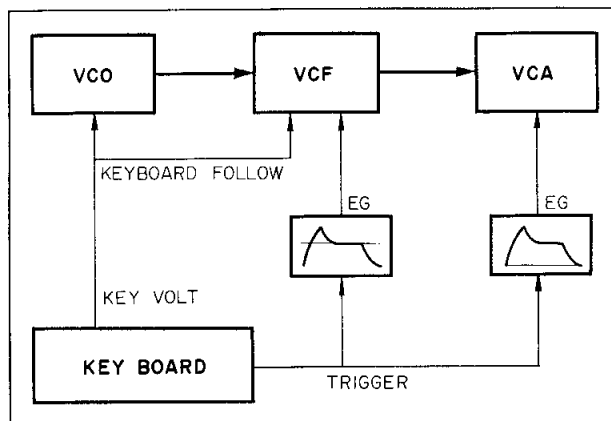 VCO
VCF
VCA
KEYBOARD FOLLOW
EG
EG
KEY VOLT
KEY BOARD
TRIGGER